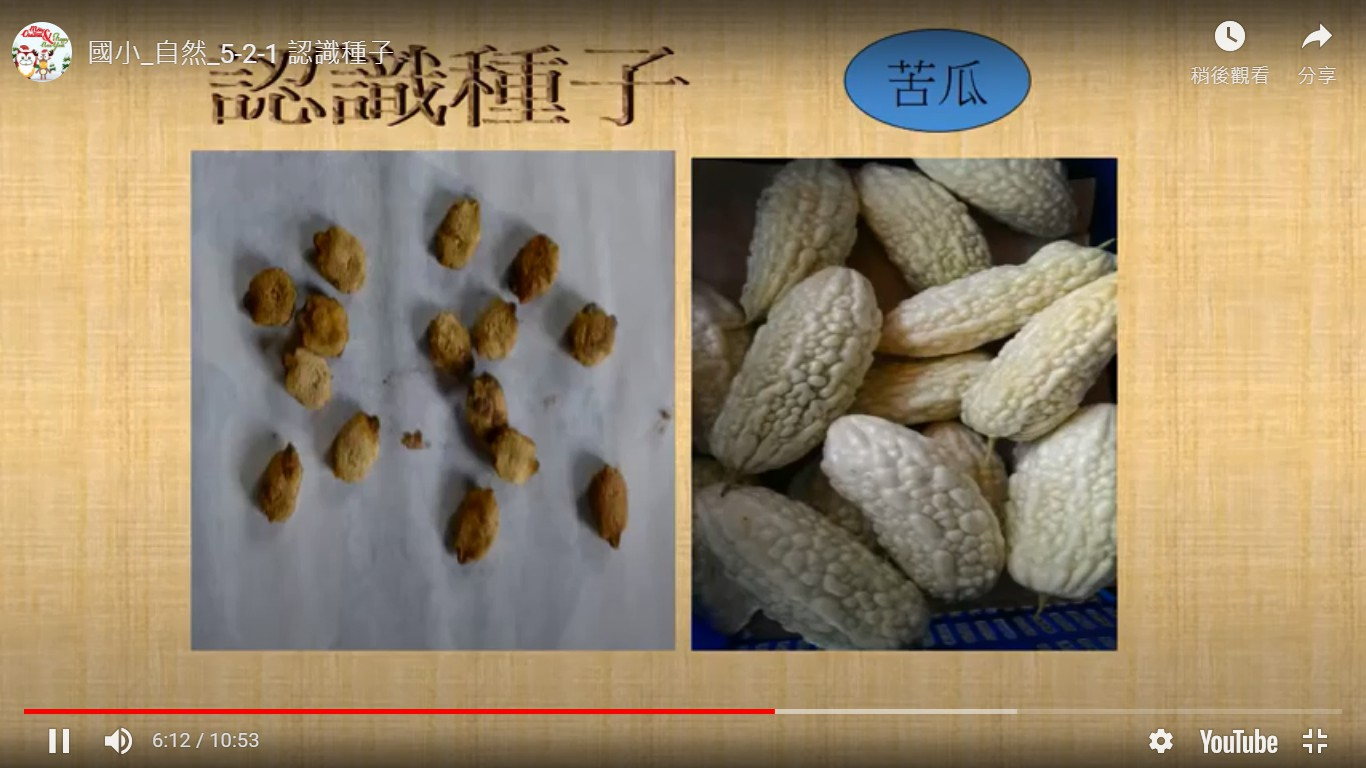 國小_自然_5-2-1 認識種子
稍後觀看
分享
認識種子
苦瓜
6:12 / 10:53
YouTube